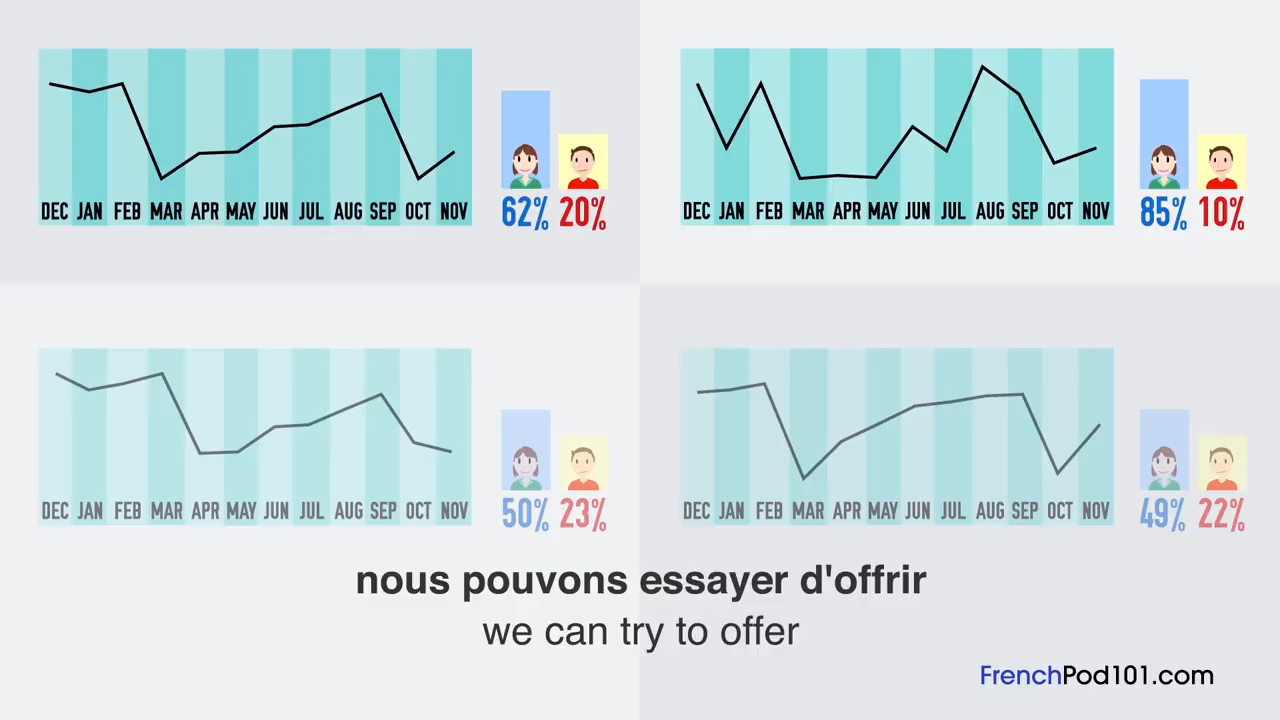 DEC JAN FEB MAR APR MAY JUN JUL AUG SEP OCT NOV
62% 20%
DEC JAN FEB MAR APR MAY JUN JUL AUG SEP OCT NOV
85% 10%
DEC JAN FEB MAR APR MAY JUN JUL AUG SEP OCT NOV
50% 23%
DEC JAN FEB MAR APR MAY JUN JUL AUG SEP OCT NOV
49% 22%
nous pouvons essayer d'offrir
we can try to offer
FrenchPod101.com